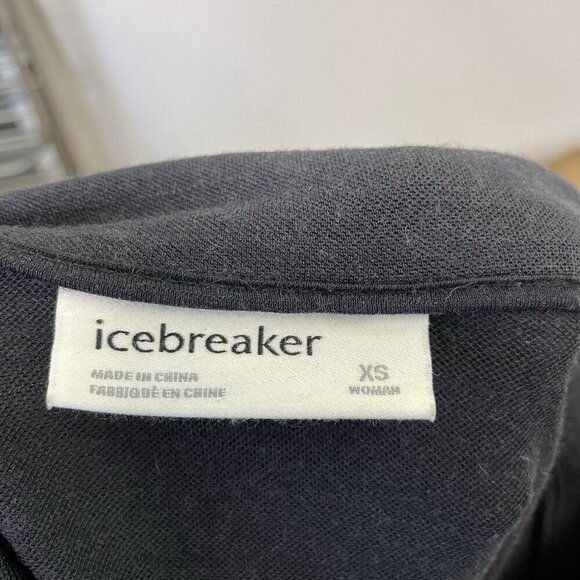 icebreaker
MADE IN CHINA
FABRIQUÉ EN CHINE
XS
WOMAN